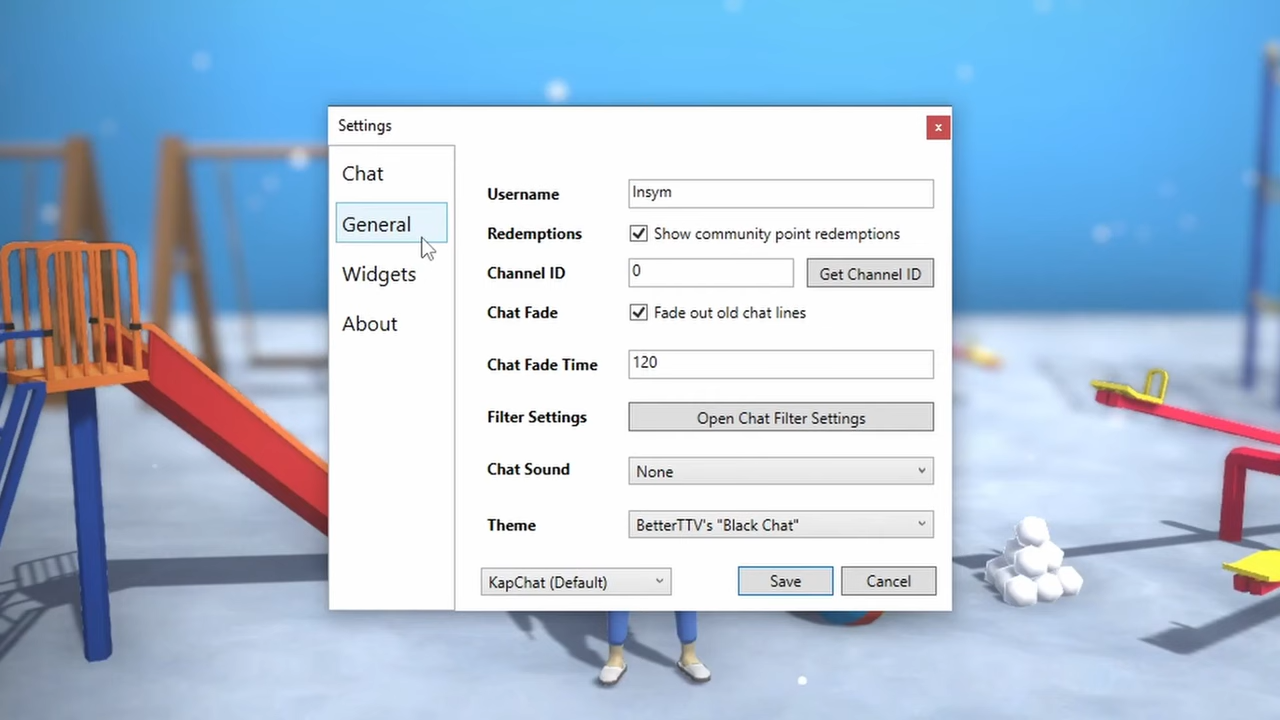 Settings
Chat
General
Widgets
About
Username Insym
Redemptions Show community point redemptions
Channel ID 0 Get Channel ID
Chat Fade Fade out old chat lines
Chat Fade Time 120
Filter Settings Open Chat Filter Settings
Chat Sound None
Theme BetterTTV's "Black Chat"
KapChat (Default) Save Cancel